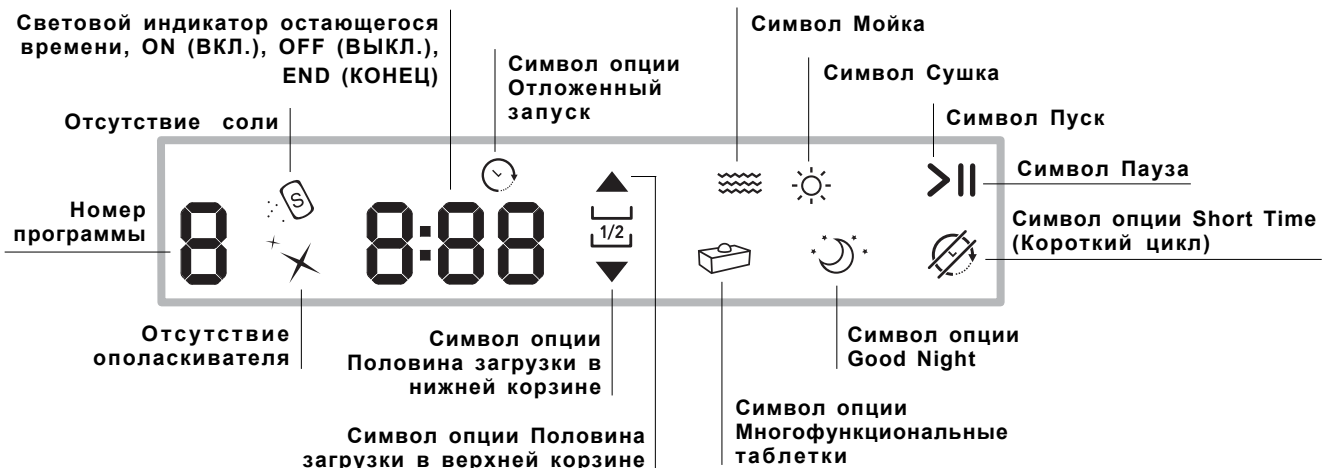 Световой индикатор остающегося
времени, ON (ВКЛ.), OFF (ВЫКЛ.),
END (КОНЕЦ)
Символ опции
Отложенный
запуск
Символ Мойка
Символ Сушка
Символ Пуск
Отсутствие соли
Символ Пауза
Номер
программы
S
8
8:88
1/2
Символ опции Short Time
(Короткий цикл)
Отсутствие
ополаскивателя
Символ опции
Половина загрузки в
нижней корзине
Символ опции
Good Night
Символ опции Половина
загрузки в верхней корзине
Символ опции
Многофункциональные
таблетки